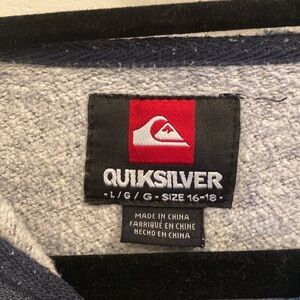 QUIKSILVER
- L / G / G - SIZE 16-18 -
MADE IN CHINA
FABRIQUÉ EN CHINE
HECHO EN CHINA